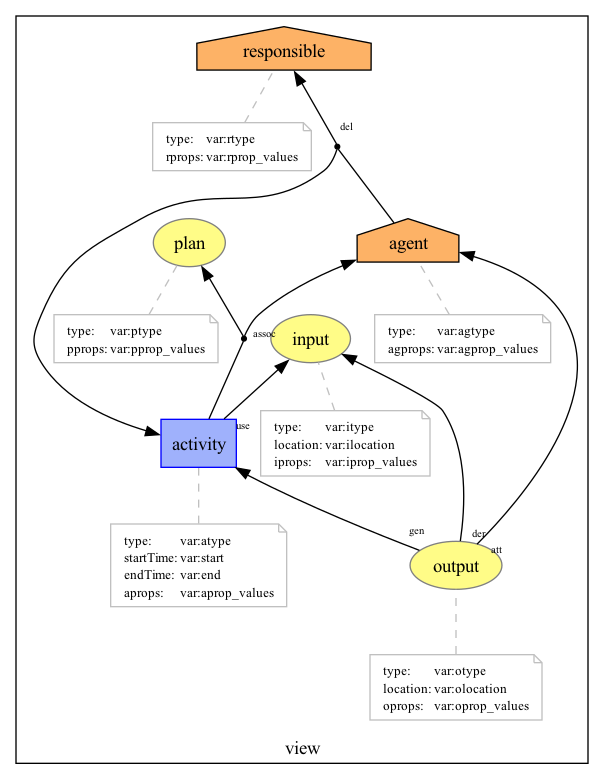 responsible
del
type: var:rtype
rprops: var:rprop_values
plan
agent
type: var:ptype
pprops: var:pprop_values
assoc
input
type: var:agtype
agprops: var:agprop_values
use
activity
type: var:itype
location: var:ilocation
iprops: var:iprop_values
gen
der
att
type: var:atype
startTime: var:start
endTime: var:end
aprops: var:aprop_values
output
type: var:otype
location: var:olocation
oprops: var:oprop_values
view